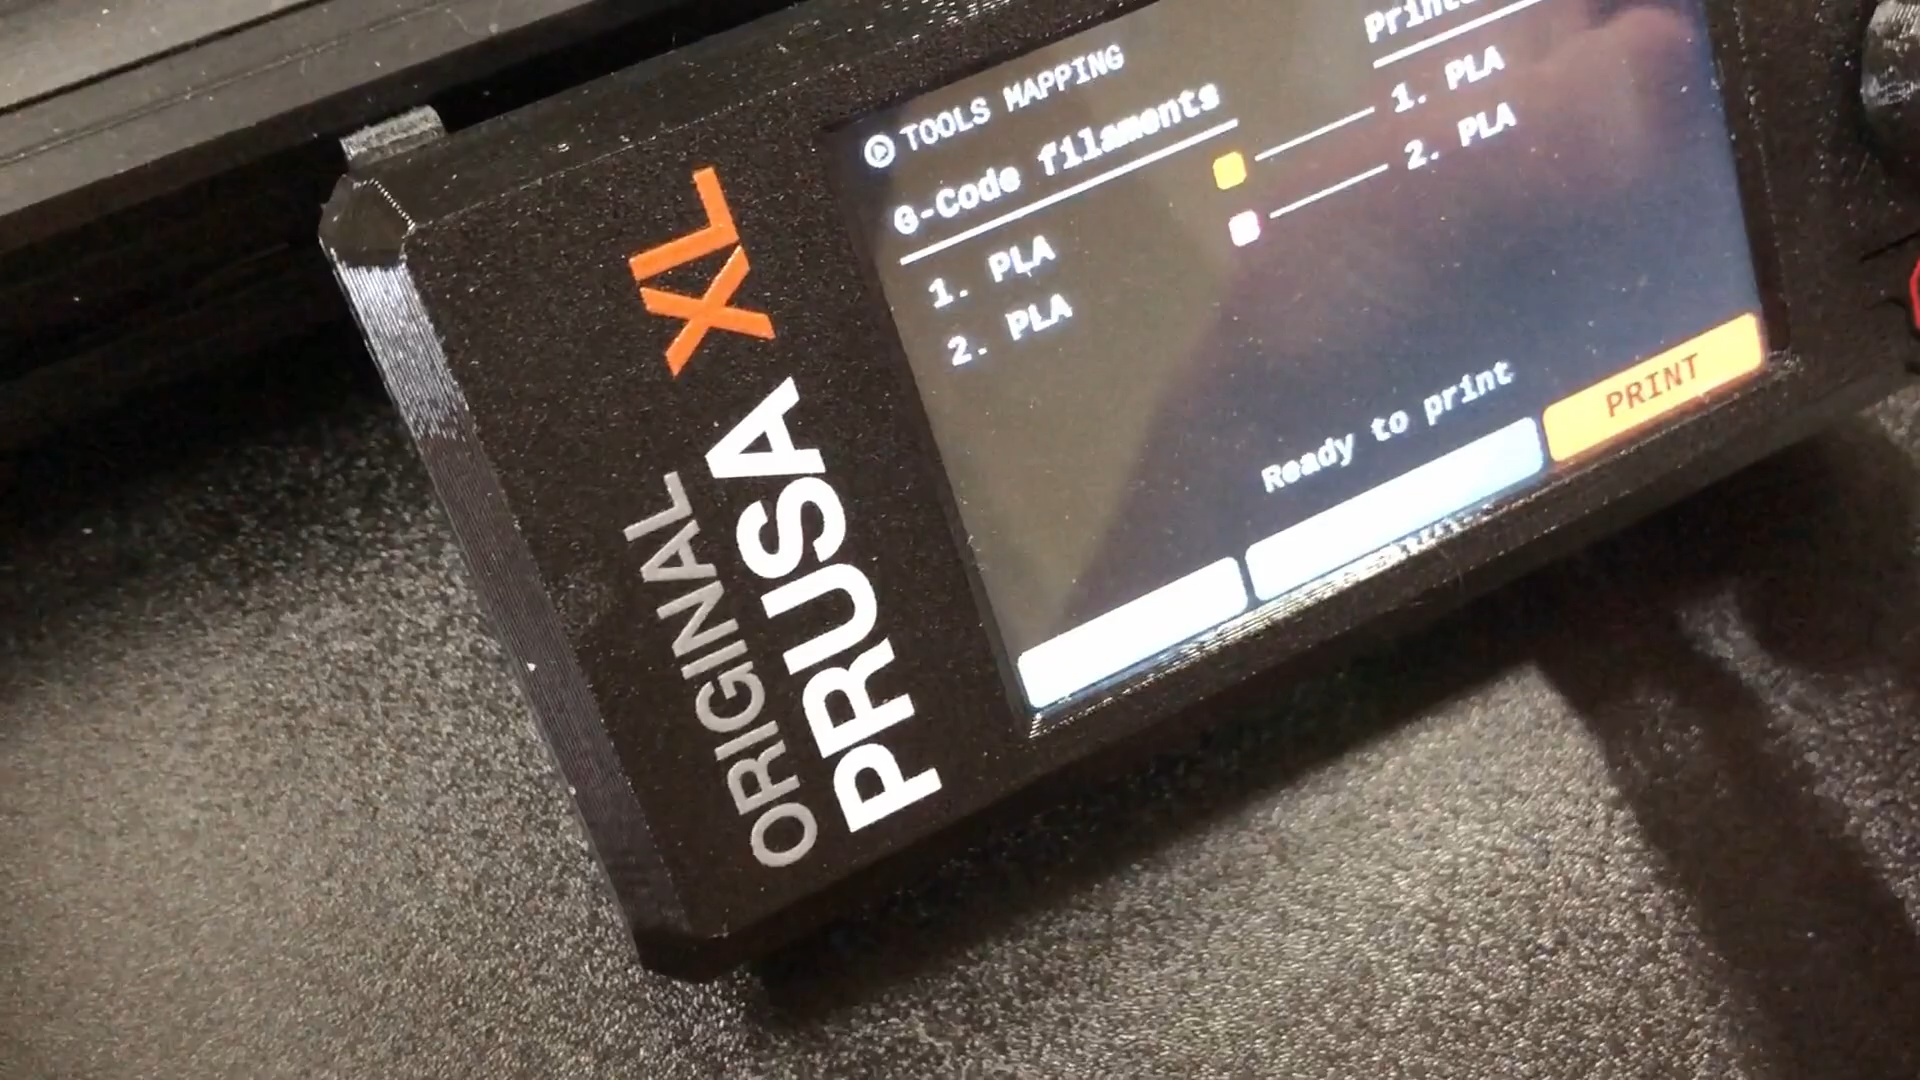 ORIGINAL
PRUSA XL
TOOLS MAPPING
G-Code filaments
1. PLA
2. PLA
1. PLA
2. PLA
Ready to print
PRINT